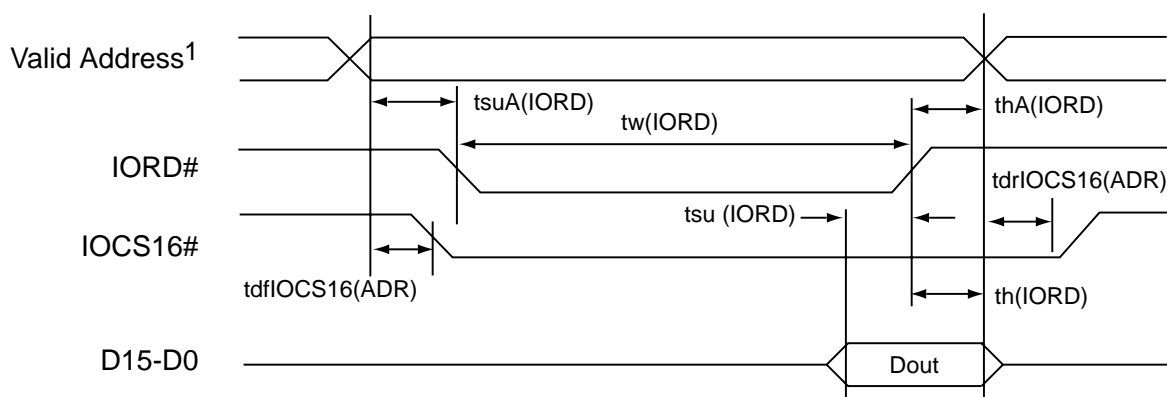 Valid Address1
tsuA(IORD)
thA(IORD)
tw(IORD)
IORD#
tdrIOCS16(ADR)
tsu (IORD)
IOCS16#
tdfIOCS16(ADR)
th(IORD)
D15-D0
Dout